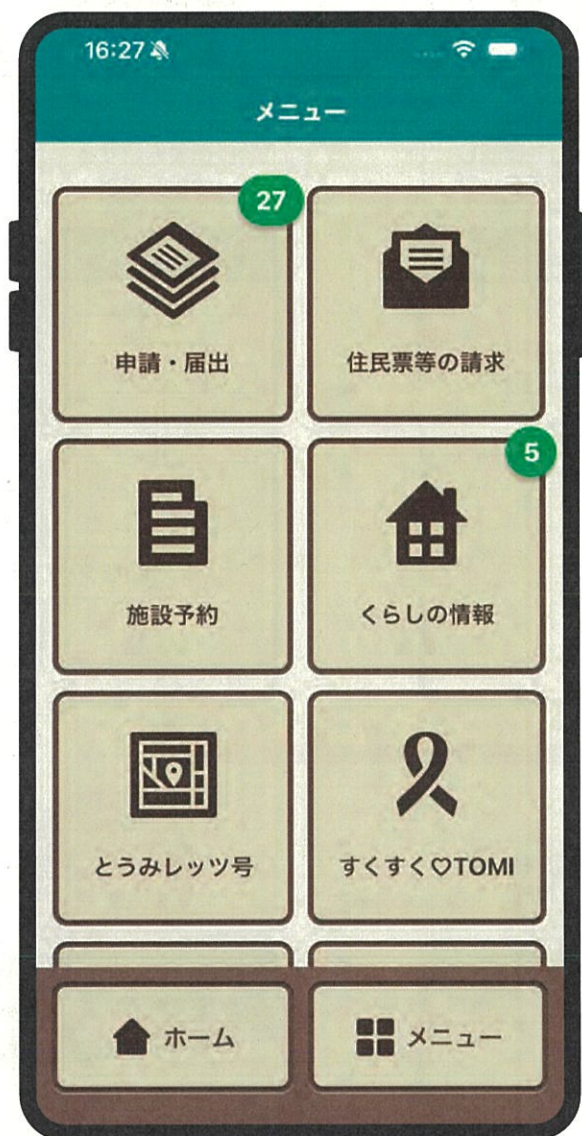 16:27
メニュー
27
申請・届出
住民票等の請求
5
施設予約
くらしの情報
とうみレッツ号
すくすく♡TOMI
ホーム
メニュー